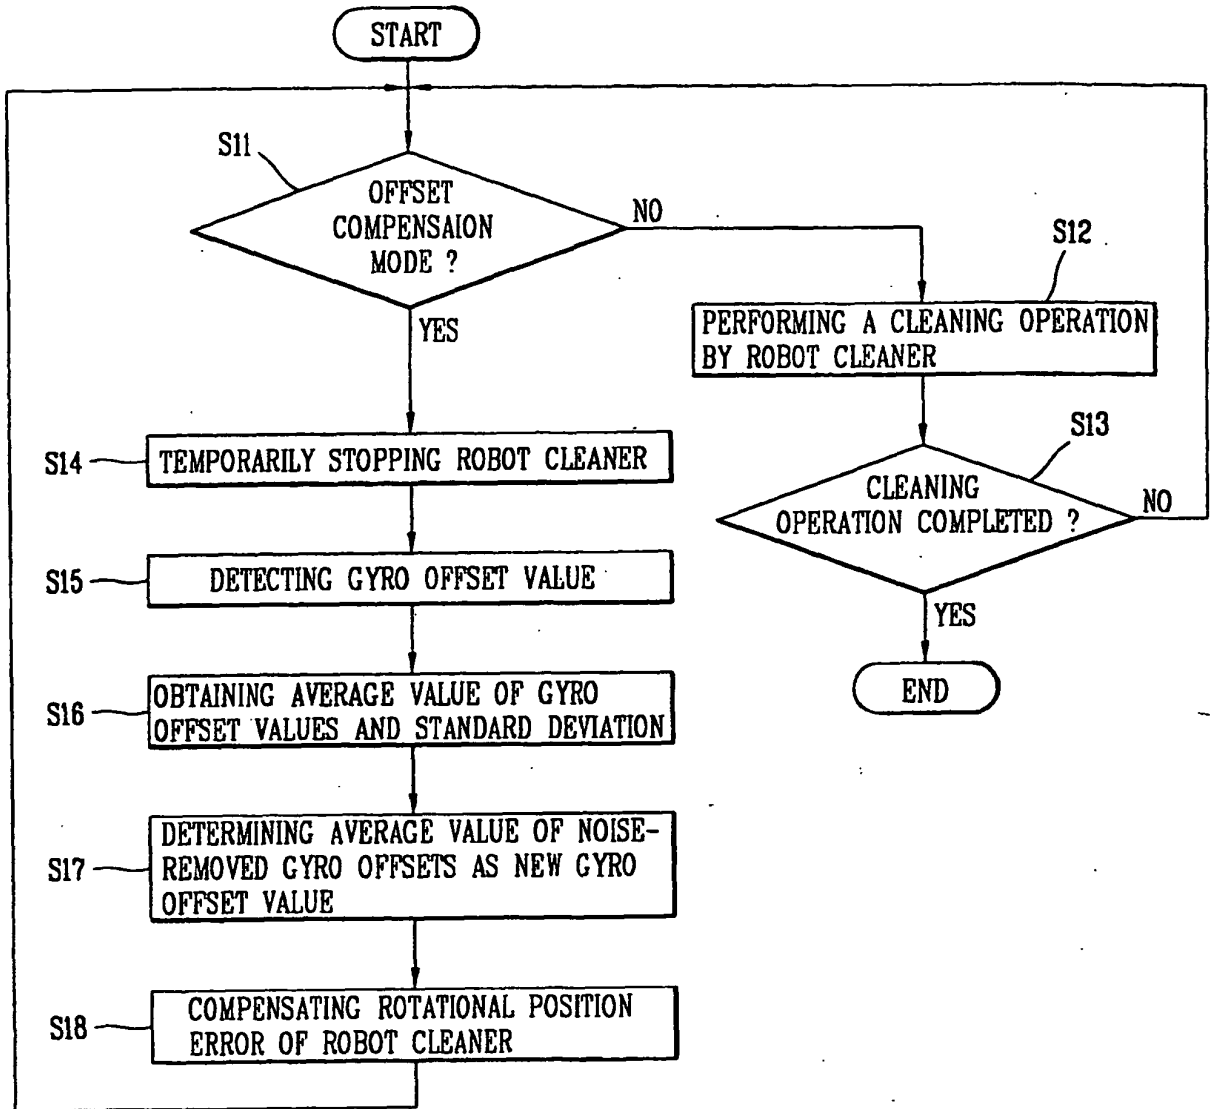 START
S11
OFFSET
COMPENSAION
MODE ?
NO
YES
S12
PERFORMING A CLEANING OPERATION
BY ROBOT CLEANER
S13
CLEANING
OPERATION COMPLETED ?
NO
YES
END
S14
TEMPORARILY STOPPING ROBOT CLEANER
S15
DETECTING GYRO OFFSET VALUE
S16
OBTAINING AVERAGE VALUE OF GYRO
OFFSET VALUES AND STANDARD DEVIATION
S17
DETERMINING AVERAGE VALUE OF NOISE-
REMOVED GYRO OFFSETS AS NEW GYRO
OFFSET VALUE
S18
COMPENSATING ROTATIONAL POSITION
ERROR OF ROBOT CLEANER